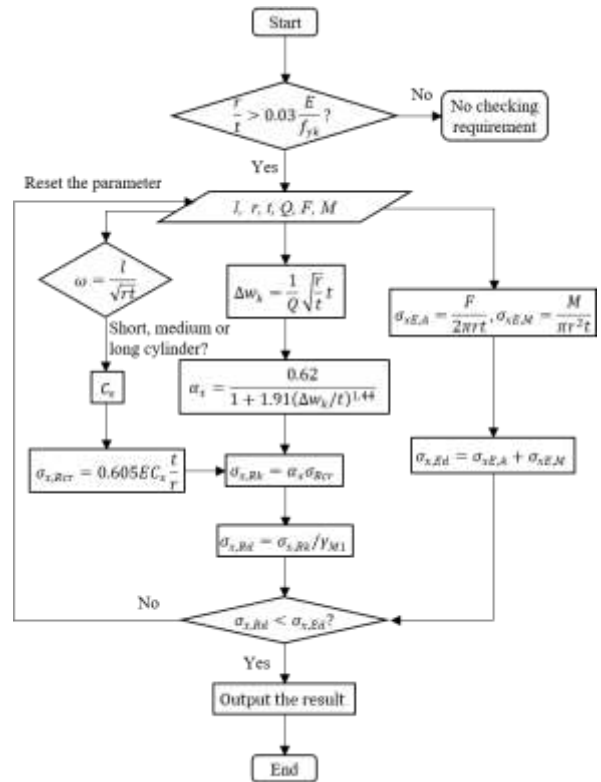 Start
r/t > 0.03 E/f_yk ?
No
No checking
requirement
Yes
Reset the parameter
l, r, t, Q, F, M
ω = l/√rt
Δw_k = 1/Q √(r/t) t
σ_xE,A = F/2πrt, σ_xE,M = M/πr²t
Short, medium or
long cylinder?
C_x
α_x = 0.62/1 + 1.91(Δw_k/t)^1.44
σ_x,Rcr = 0.605EC_x t/r
σ_x,Rk = α_x σ_Rcr
σ_x,Ed = σ_xE,A + σ_xE,M
σ_x,Rd = σ_x,Rk/γ_M1
No
σ_x,Rd < σ_x,Ed?
Yes
Output the result
End